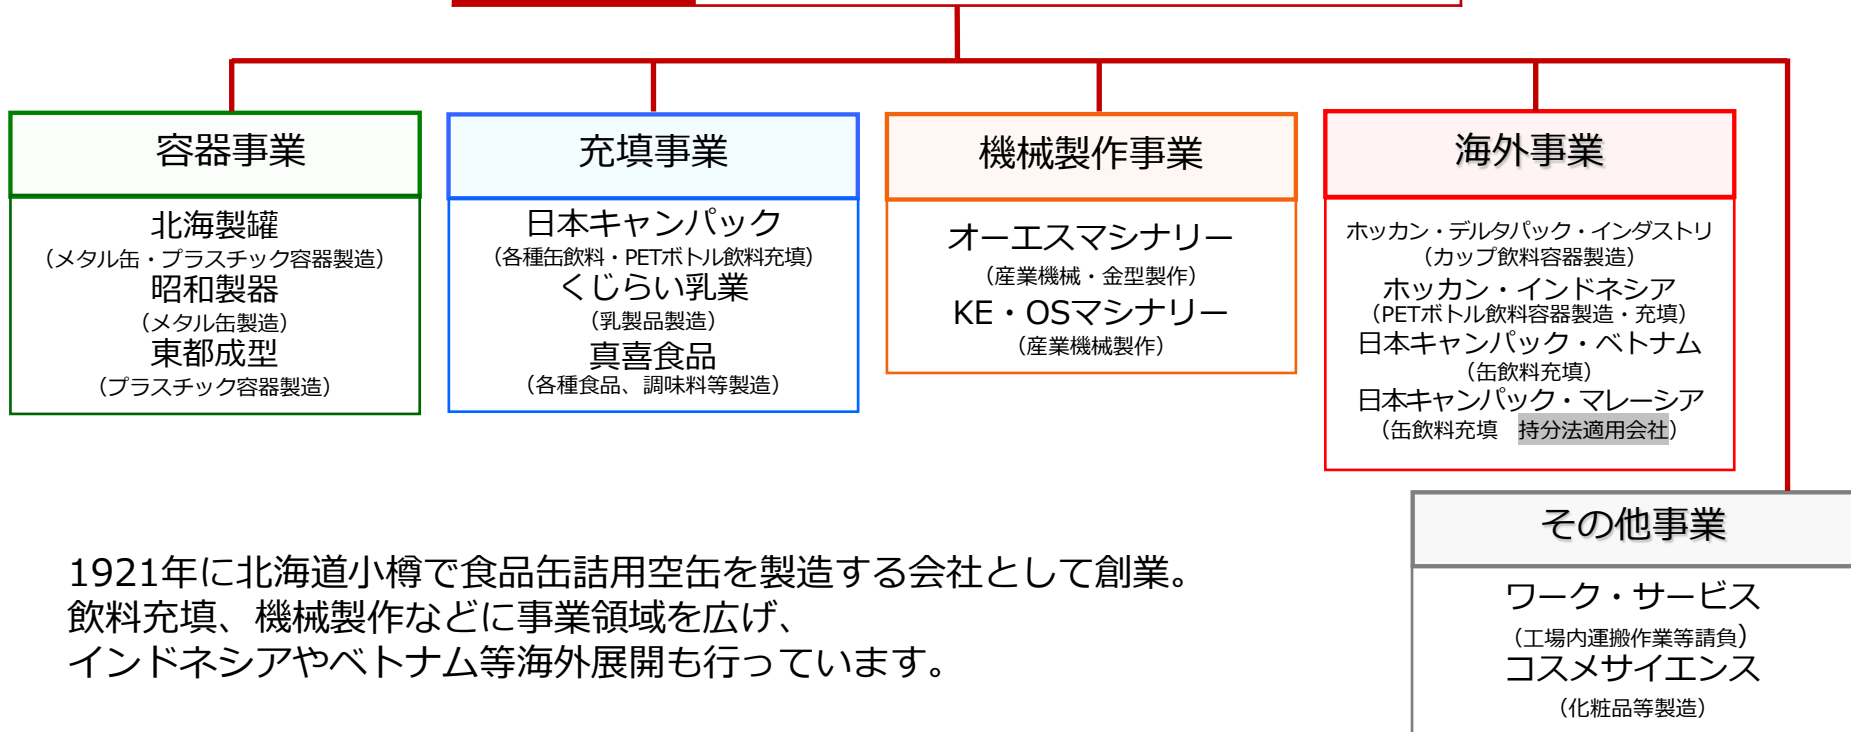 容器事業
北海製罐
（メタル缶・プラスチック容器製造）
昭和製器
（メタル缶製造）
東都成型
（プラスチック容器製造）
充填事業
日本キャンパック
（各種缶飲料・PETボトル飲料充填）
くじらい乳業
（乳製品製造）
真喜食品
（各種食品、調味料等製造）
機械製作事業
オーエスマシナリー
（産業機械・金型製作）
KE・OSマシナリー
（産業機械製作）
海外事業
ホッカン・デルタパック・インダストリ
（カップ飲料容器製造）
ホッカン・インドネシア
（PETボトル飲料容器製造・充填）
日本キャンパック・ベトナム
（缶飲料充填）
日本キャンパック・マレーシア
（缶飲料充填　持分法適用会社）
その他事業
ワーク・サービス
（工場内運搬作業等請負）
コスメサイエンス
（化粧品等製造）
1921年に北海道小樽で食品缶詰用空缶を製造する会社として創業。
飲料充填、機械製作などに事業領域を広げ、
インドネシアやベトナム等海外展開も行っています。